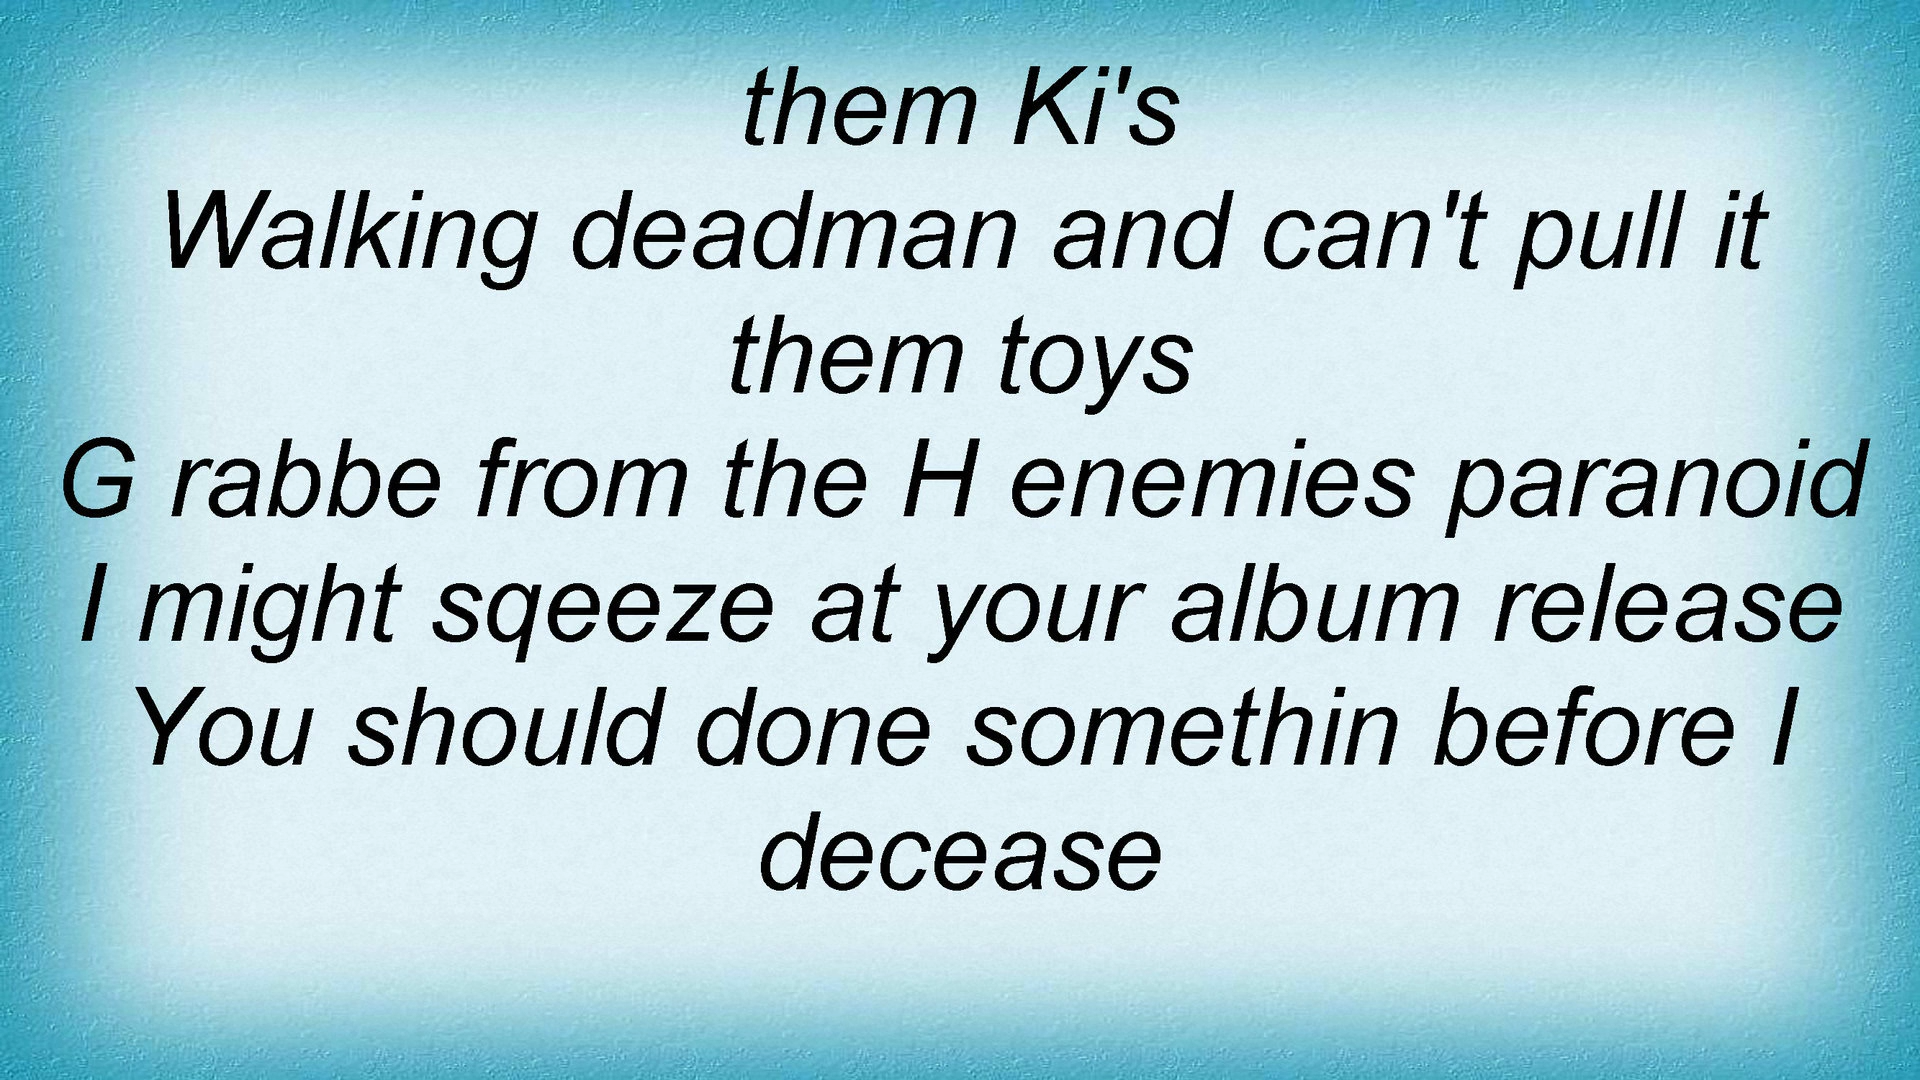 them Ki's
Walking deadman and can't pull it
them toys
G rabbe from the H enemies paranoid
I might sqeeze at your album release
You should done somethin before I
decease